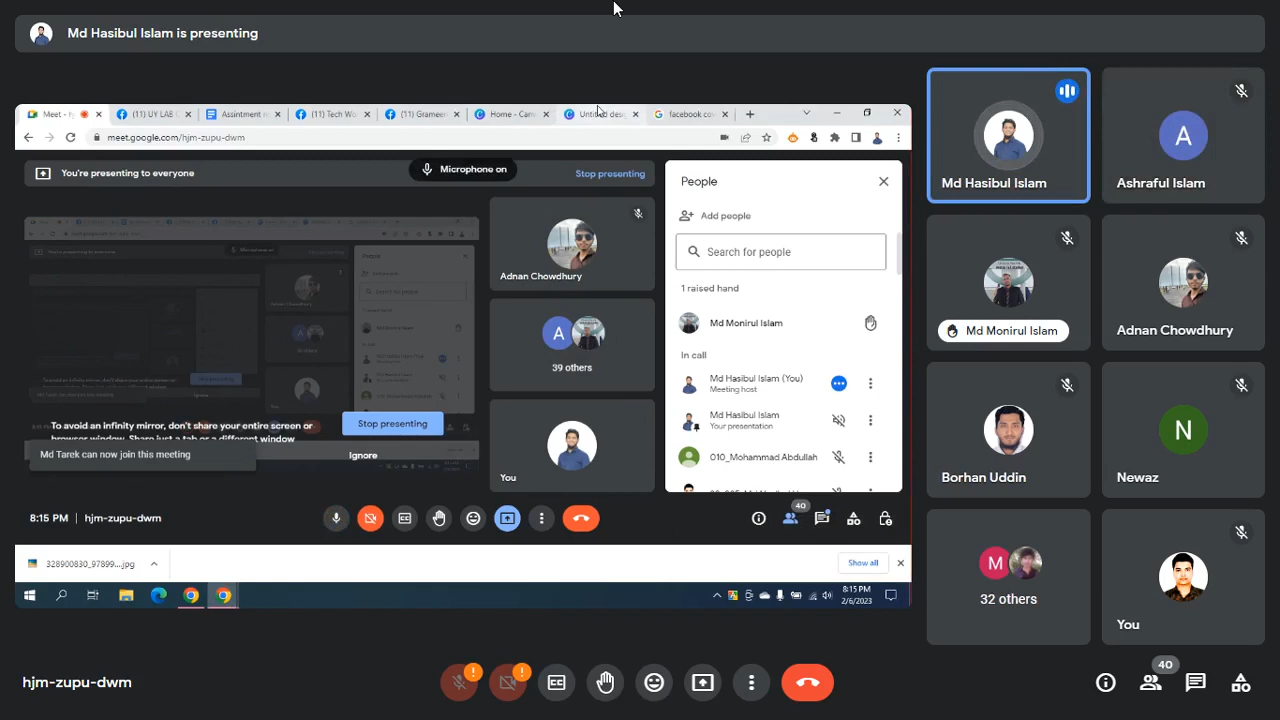 Md Hasibul Islam is presenting
Meet - hj
(11) UY LAB C
Assintment r
(11) Tech Wo
(11) Grameer
Home - Canv
Untitled desi
facebook cov
meet.google.com/hjm-zupu-dwm
You're presenting to everyone
Microphone on
Stop presenting
People
Add people
Search for people
1 raised hand
Md Monirul Islam
In call
Md Hasibul Islam (You)
Meeting host
Md Hasibul Islam
Your presentation
010_Mohammad Abdullah
Adnan Chowdhury
A
39 others
You
To avoid an infinity mirror, don't share your entire screen or
browser window. Share just a tab or a different window
Stop presenting
Ignore
Md Tarek can now join this meeting
8:15 PM | hjm-zupu-dwm
40
328900830_97899....jpg
Show all
8:15 PM
2/6/2023
Md Hasibul Islam
A
Ashraful Islam
Md Monirul Islam
Adnan Chowdhury
Borhan Uddin
N
Newaz
M
32 others
You
hjm-zupu-dwm
40